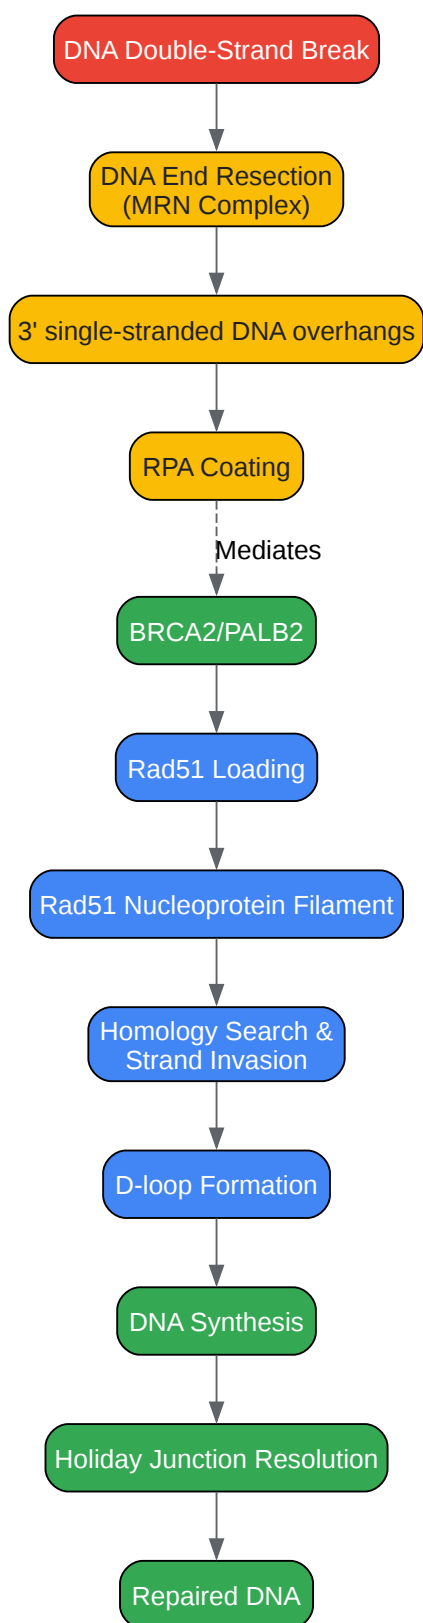 DNA Double-Strand Break
DNA End Resection
(MRN Complex)
3' single-stranded DNA overhangs
RPA Coating
Mediates
BRCA2/PALB2
Rad51 Loading
Rad51 Nucleoprotein Filament
Homology Search &
Strand Invasion
D-loop Formation
DNA Synthesis
Holiday Junction Resolution
Repaired DNA